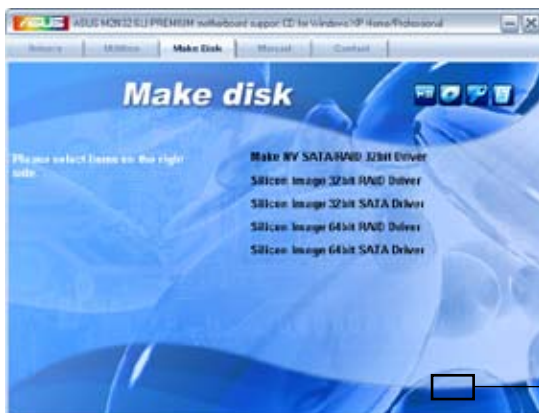 ASUS M2N32 SLI PREMIUM motherboard support CD for Windows XP Home/Professional
Drivers Utilities Make Disk Manual Contact
Make disk
Please select items on the right
side.
Make NV SATA/RAID 32bit Driver
Silicon Image 32bit RAID Driver
Silicon Image 32bit SATA Driver
Silicon Image 64bit RAID Driver
Silicon Image 64bit SATA Driver